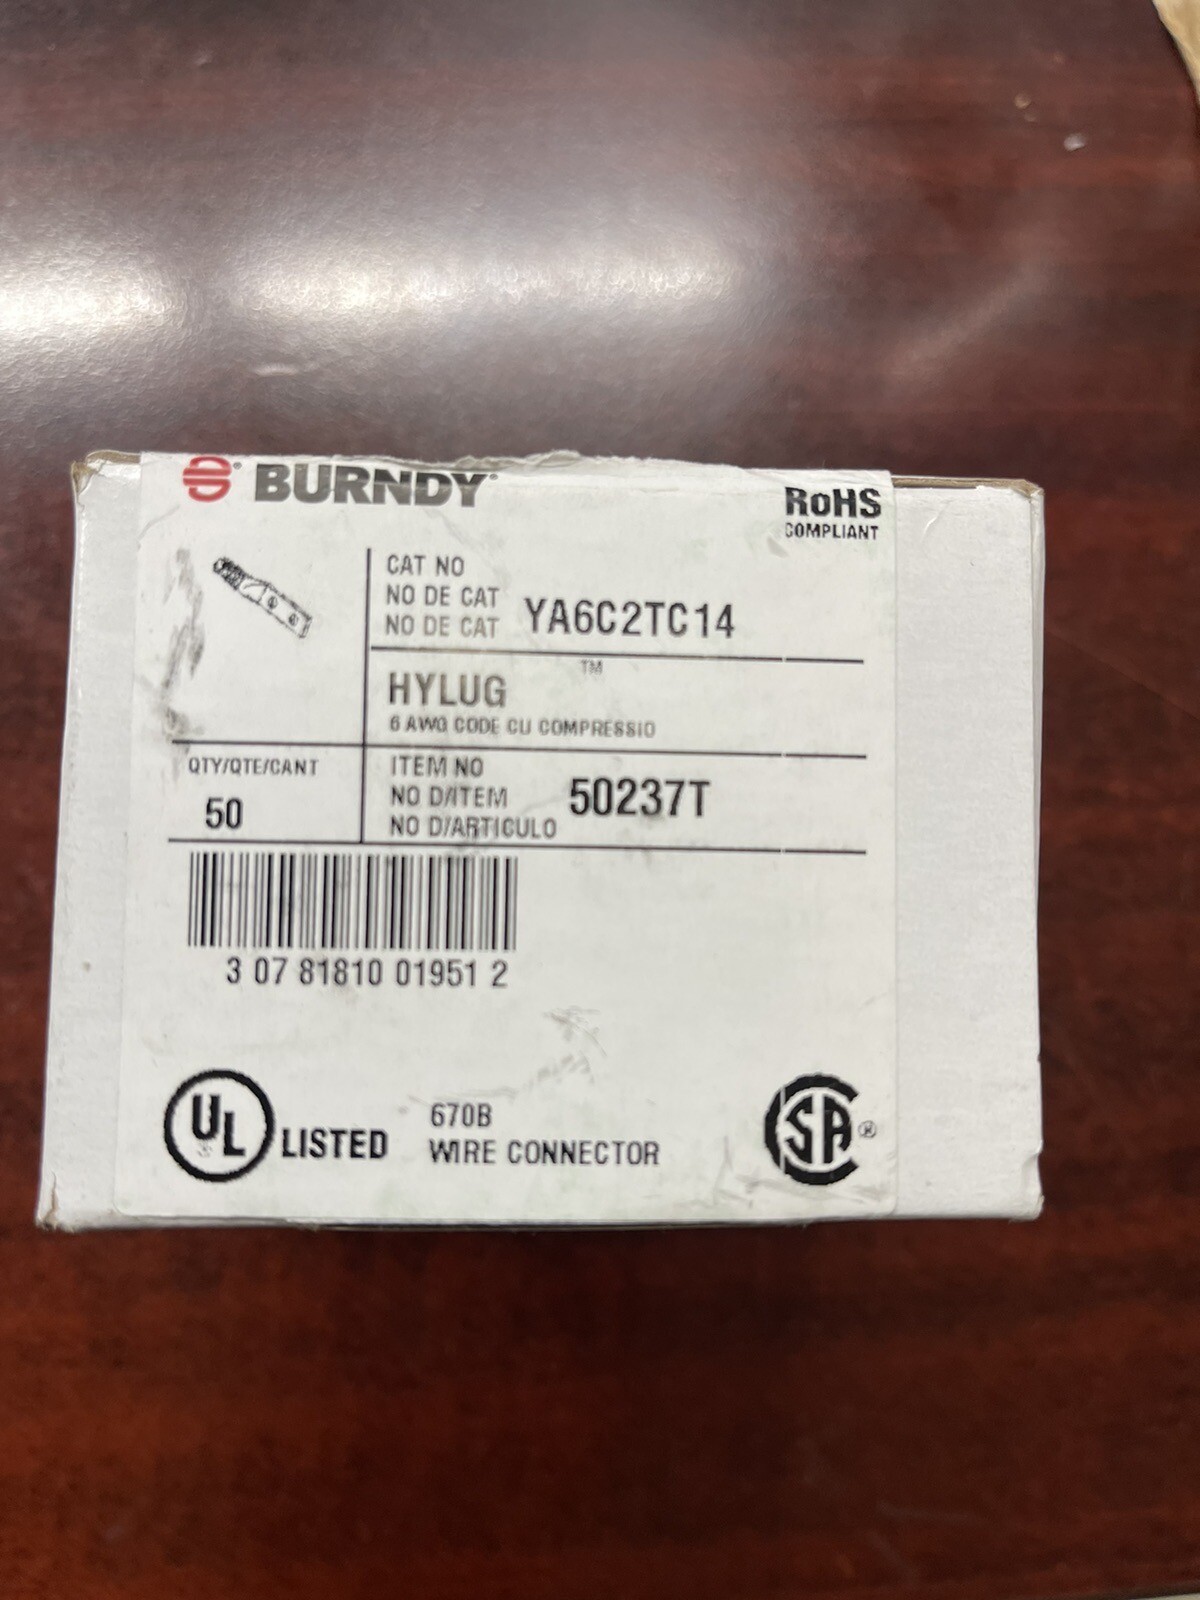 BURNDY
RoHS
COMPLIANT
CAT NO
NO DE CAT
NO DE CAT
YA6C2TC14
HYLUG™
6 AWG CODE CU COMPRESSIO
QTY/QTE/CANT
50
ITEM NO
NO D/ITEM
NO D/ARTICULO
50237T
3 07 81810 01951 2
UL LISTED
670B
WIRE CONNECTOR
SA®